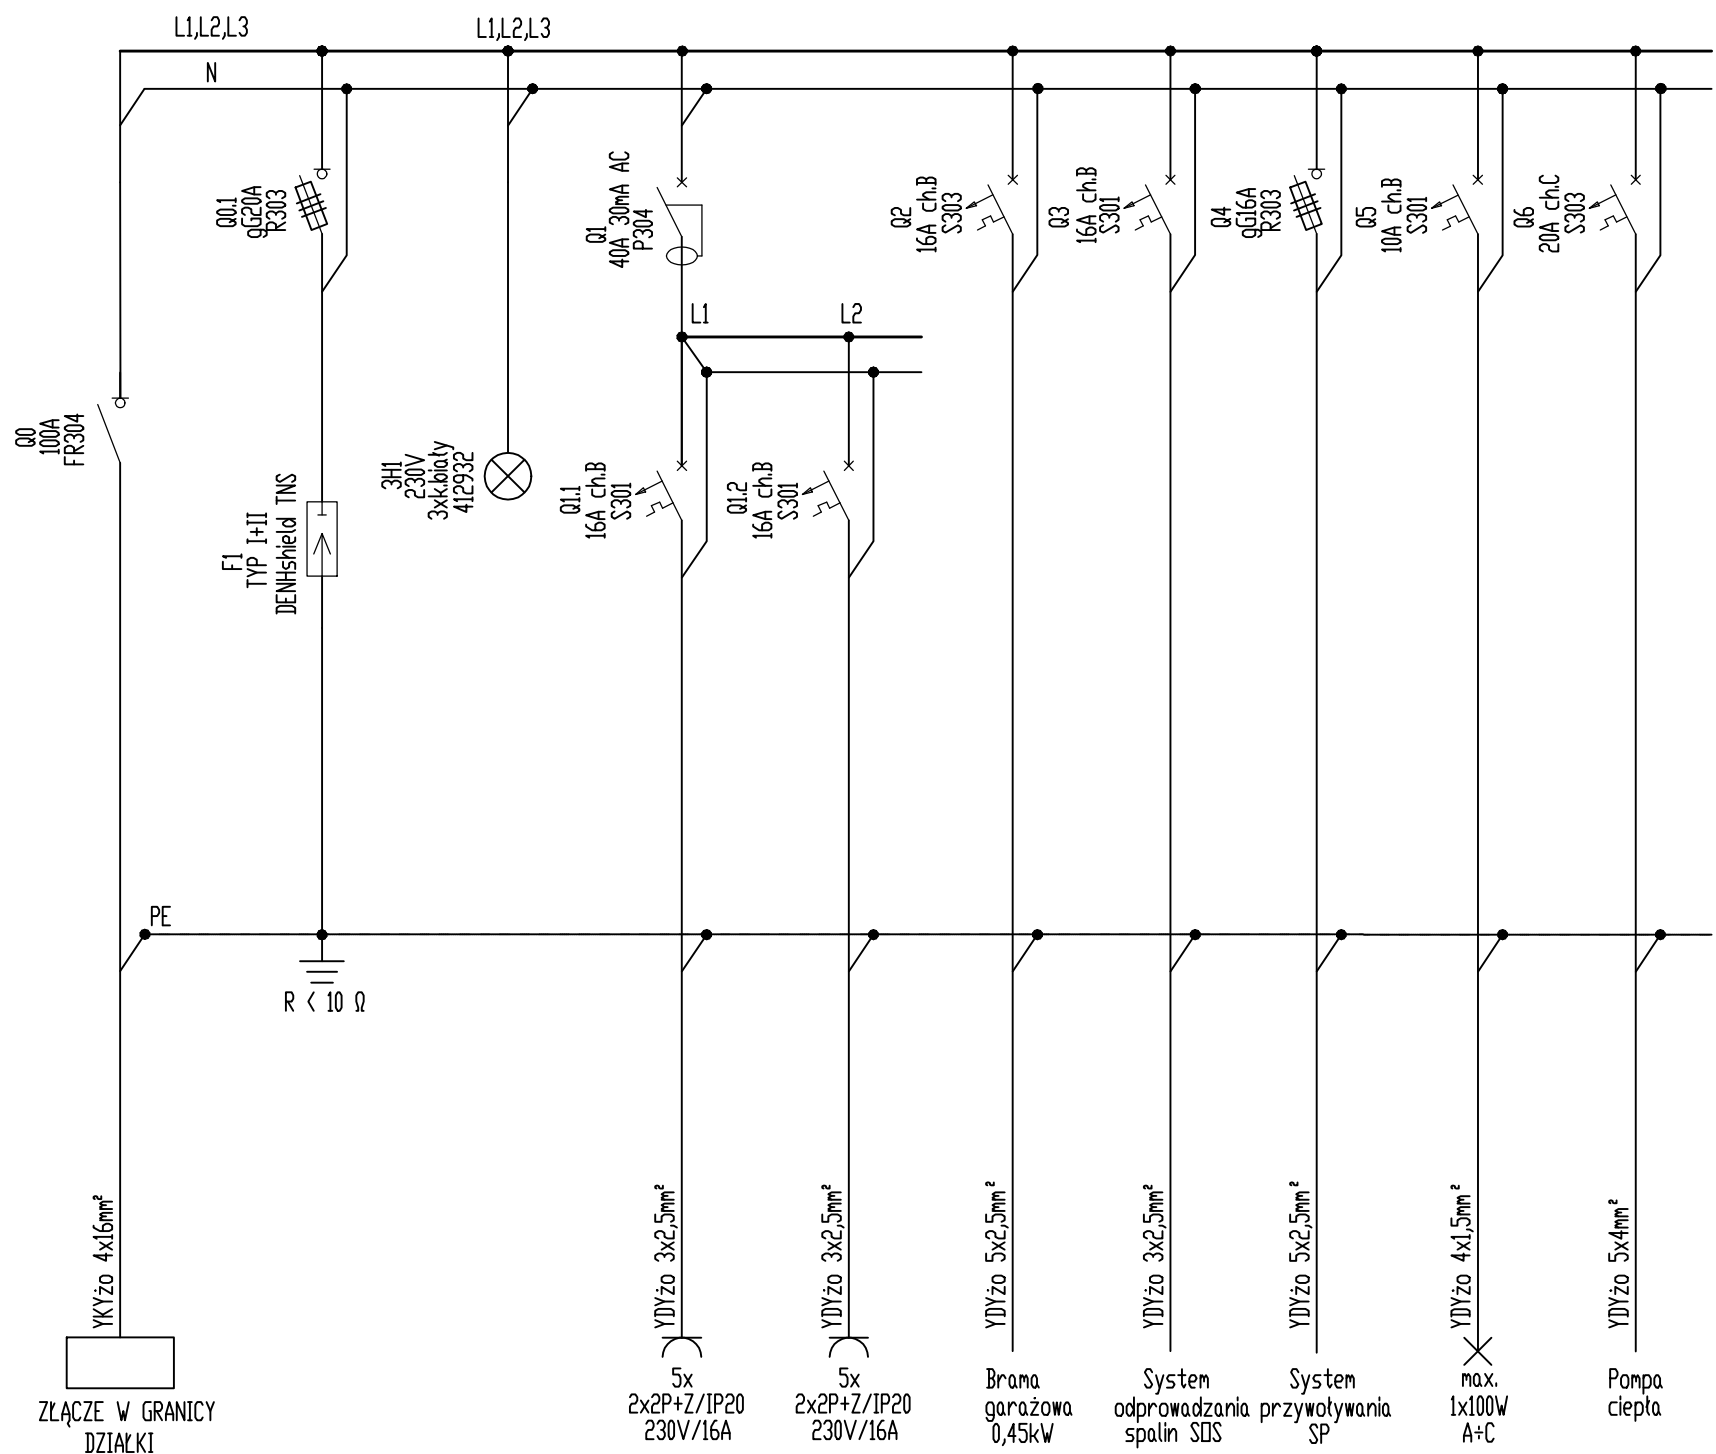 L1,L2,L3
L1,L2,L3
N
Q0.1
gG20A
R303
Q1
40A 30mA AC
P304
Q2
16A ch.B
S303
Q3
16A ch.B
S301
Q4
gG16A
R303
Q5
10A ch.B
S301
Q6
20A ch.C
S303
L1
L2
Q0
100A
FR304
3H1
230V
3xk.biały
412932
Q1.1
16A ch.B
S301
Q1.2
16A ch.B
S301
F1
TYP I+II
DENHshield TNS
PE
R < 10 Ω
YKYżo 4x16mm²
YDYżo 3x2,5mm²
YDYżo 3x2,5mm²
YDYżo 5x2,5mm²
YDYżo 3x2,5mm²
YDYżo 5x2,5mm²
YDYżo 4x1,5mm²
YDYżo 5x4mm²
ZŁĄCZE W GRANICY
DZIAŁKI
5x
2x2P+Z/IP20
230V/16A
5x
2x2P+Z/IP20
230V/16A
Brama
garażowa
0,45kW
System
odprowadzania
spalin S□S
System
przywoływania
SP
max.
1x100W
A÷C
Pompa
ciepła